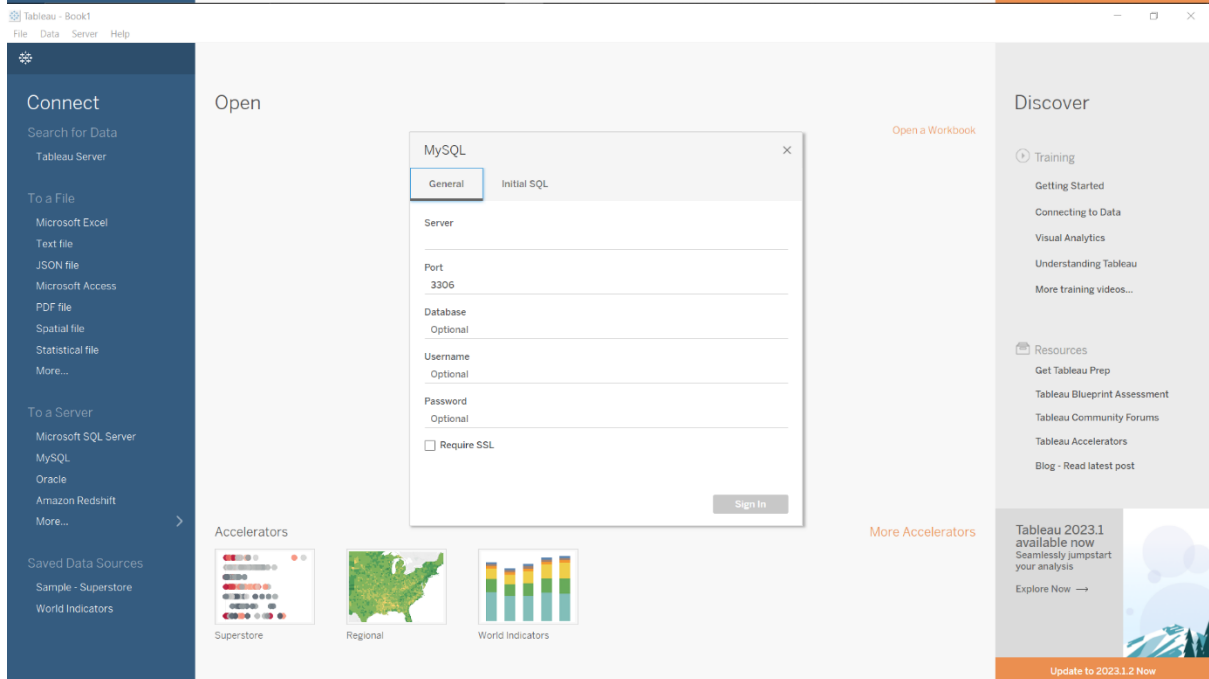 Tableau - Book1
File Data Server Help
Connect
Search for Data
Tableau Server
To a File
Microsoft Excel
Text file
JSON file
Microsoft Access
PDF file
Spatial file
Statistical file
More...
To a Server
Microsoft SQL Server
MySQL
Oracle
Amazon Redshift
More...
Saved Data Sources
Sample - Superstore
World Indicators
Open
Open a Workbook
MySQL
General Initial SQL
Server
Port
3306
Database
Optional
Username
Optional
Password
Optional
Require SSL
Sign In
Accelerators
More Accelerators
Superstore
Regional
World Indicators
Discover
Training
Getting Started
Connecting to Data
Visual Analytics
Understanding Tableau
More training videos...
Resources
Get Tableau Prep
Tableau Blueprint Assessment
Tableau Community Forums
Tableau Accelerators
Blog - Read latest post
Tableau 2023.1
available now
Seamlessly jumpstart
your analysis
Explore Now →
Update to 2023.1.2 Now